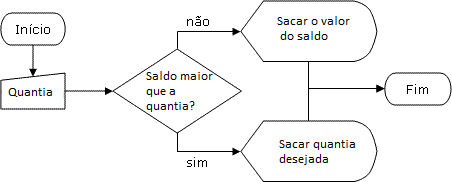 Início
Quantia
Saldo maior
que a
quantia?
não
sim
Sacar o valor
do saldo
Sacar quantia
desejada
Fim